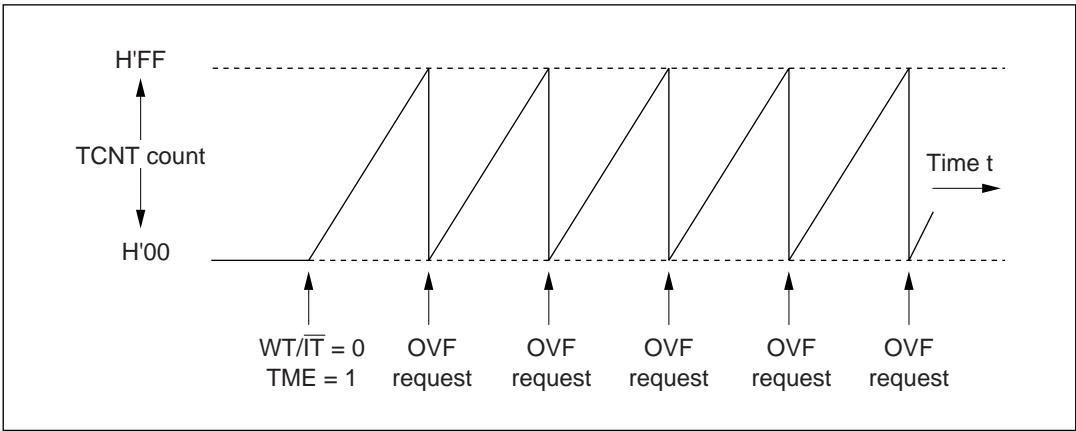 H'FF
TCNT count
Time t
H'00
WT/I̅T̅ = 0
TME = 1
OVF
request
OVF
request
OVF
request
OVF
request
OVF
request